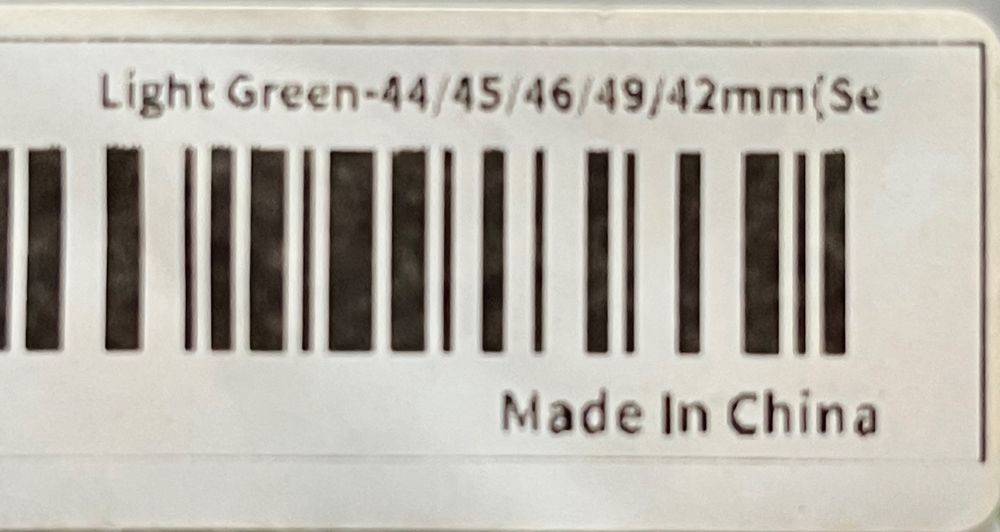 Light Green-44/45/46/49/42mm(Se
Made In China